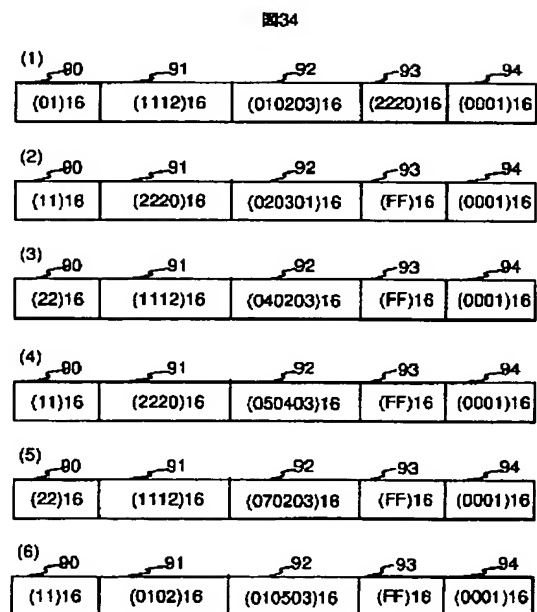 図34
(1) 90 91 92 93 94
(01)16 (1112)16 (010203)16 (2220)16 (0001)16
(2) 90 91 92 93 94
(11)16 (2220)16 (020301)16 (FF)16 (0001)16
(3) 90 91 92 93 94
(22)16 (1112)16 (040203)16 (FF)16 (0001)16
(4) 90 91 92 93 94
(11)16 (2220)16 (050403)16 (FF)16 (0001)16
(5) 90 91 92 93 94
(22)16 (1112)16 (070203)16 (FF)16 (0001)16
(6) 90 91 92 93 94
(11)16 (0102)16 (010503)16 (FF)16 (0001)16